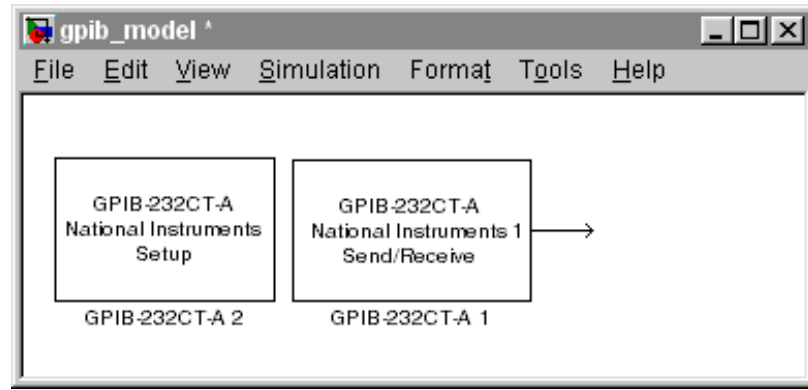 gpib_model *
File Edit View Simulation Format Tools Help
GPIB-232CT-A
National Instruments
Setup
GPIB-232CT-A 2
GPIB-232CT-A
National Instruments 1
Send/Receive
GPIB-232CT-A 1